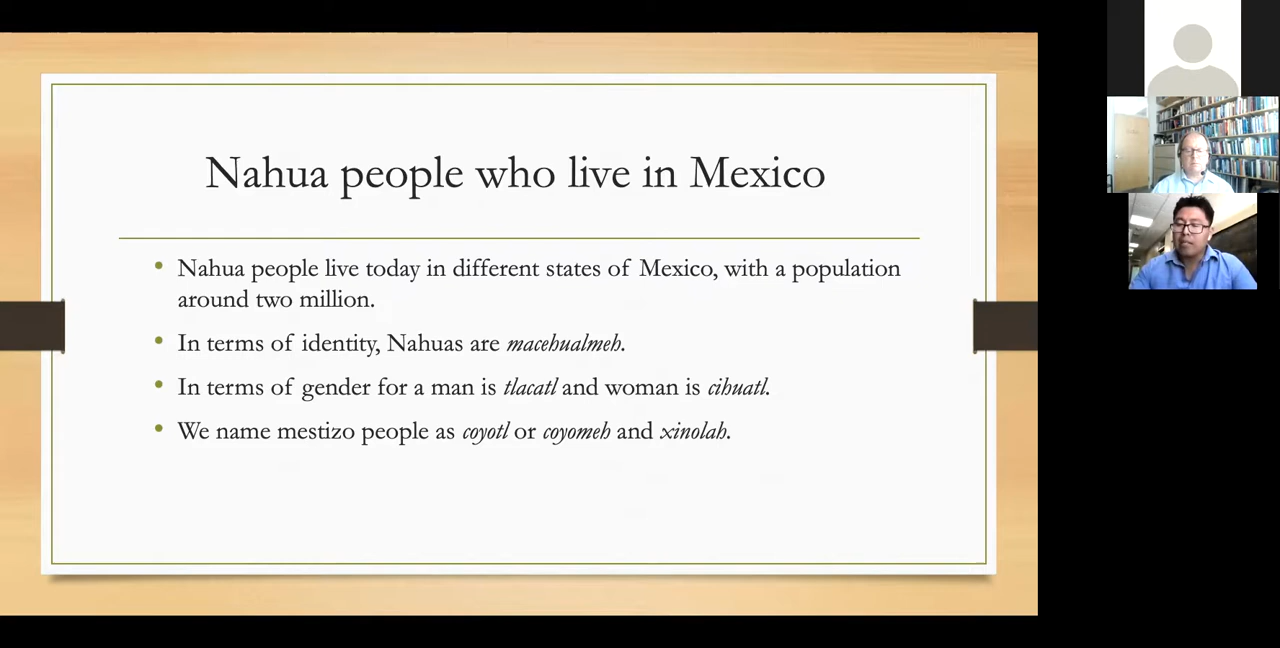 Nahua people who live in Mexico
• Nahua people live today in different states of Mexico, with a population
around two million.
• In terms of identity, Nahuas are macehualmeh.
• In terms of gender for a man is tlacatl and woman is cihuatl.
• We name mestizo people as coyotl or coyomeh and xinolah.